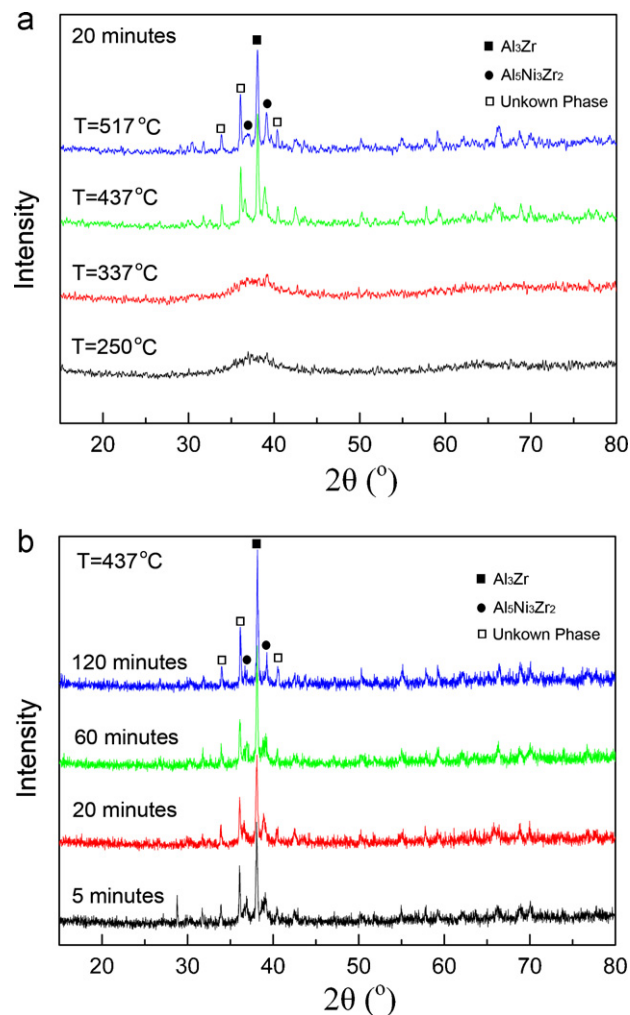 a
20 minutes
■ Al₃Zr
● Al₅Ni₃Zr₂
□ Unkown Phase
T=517°C
T=437°C
T=337°C
T=250°C
Intensity
20 30 40 50 60 70 80
2θ (°)
b
T=437°C
■ Al₃Zr
● Al₅Ni₃Zr₂
□ Unkown Phase
120 minutes
60 minutes
20 minutes
5 minutes
Intensity
20 30 40 50 60 70 80
2θ (°)